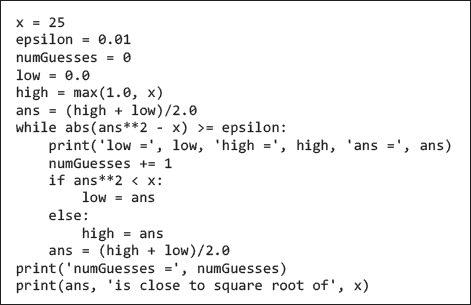 x = 25
epsilon = 0.01
numGuesses = 0
low = 0.0
high = max(1.0, x)
ans = (high + low)/2.0
while abs(ans**2 - x) >= epsilon:
    print('low =', low, 'high =', high, 'ans =', ans)
    numGuesses += 1
    if ans**2 < x:
        low = ans
    else:
        high = ans
    ans = (high + low)/2.0
print('numGuesses =', numGuesses)
print(ans, 'is close to square root of', x)